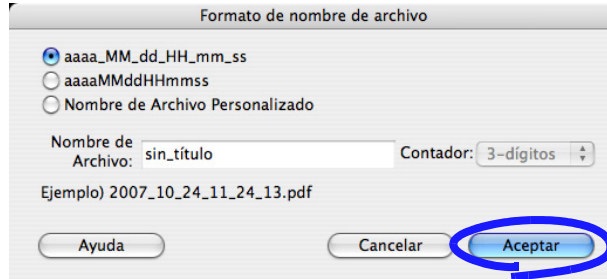 Formato de nombre de archivo
aaaa_MM_dd_HH_mm_ss
aaaaMMddHHmmss
Nombre de Archivo Personalizado
Nombre de
Archivo: sin_título Contador: 3-dígitos
Ejemplo) 2007_10_24_11_24_13.pdf
Ayuda Cancelar Aceptar